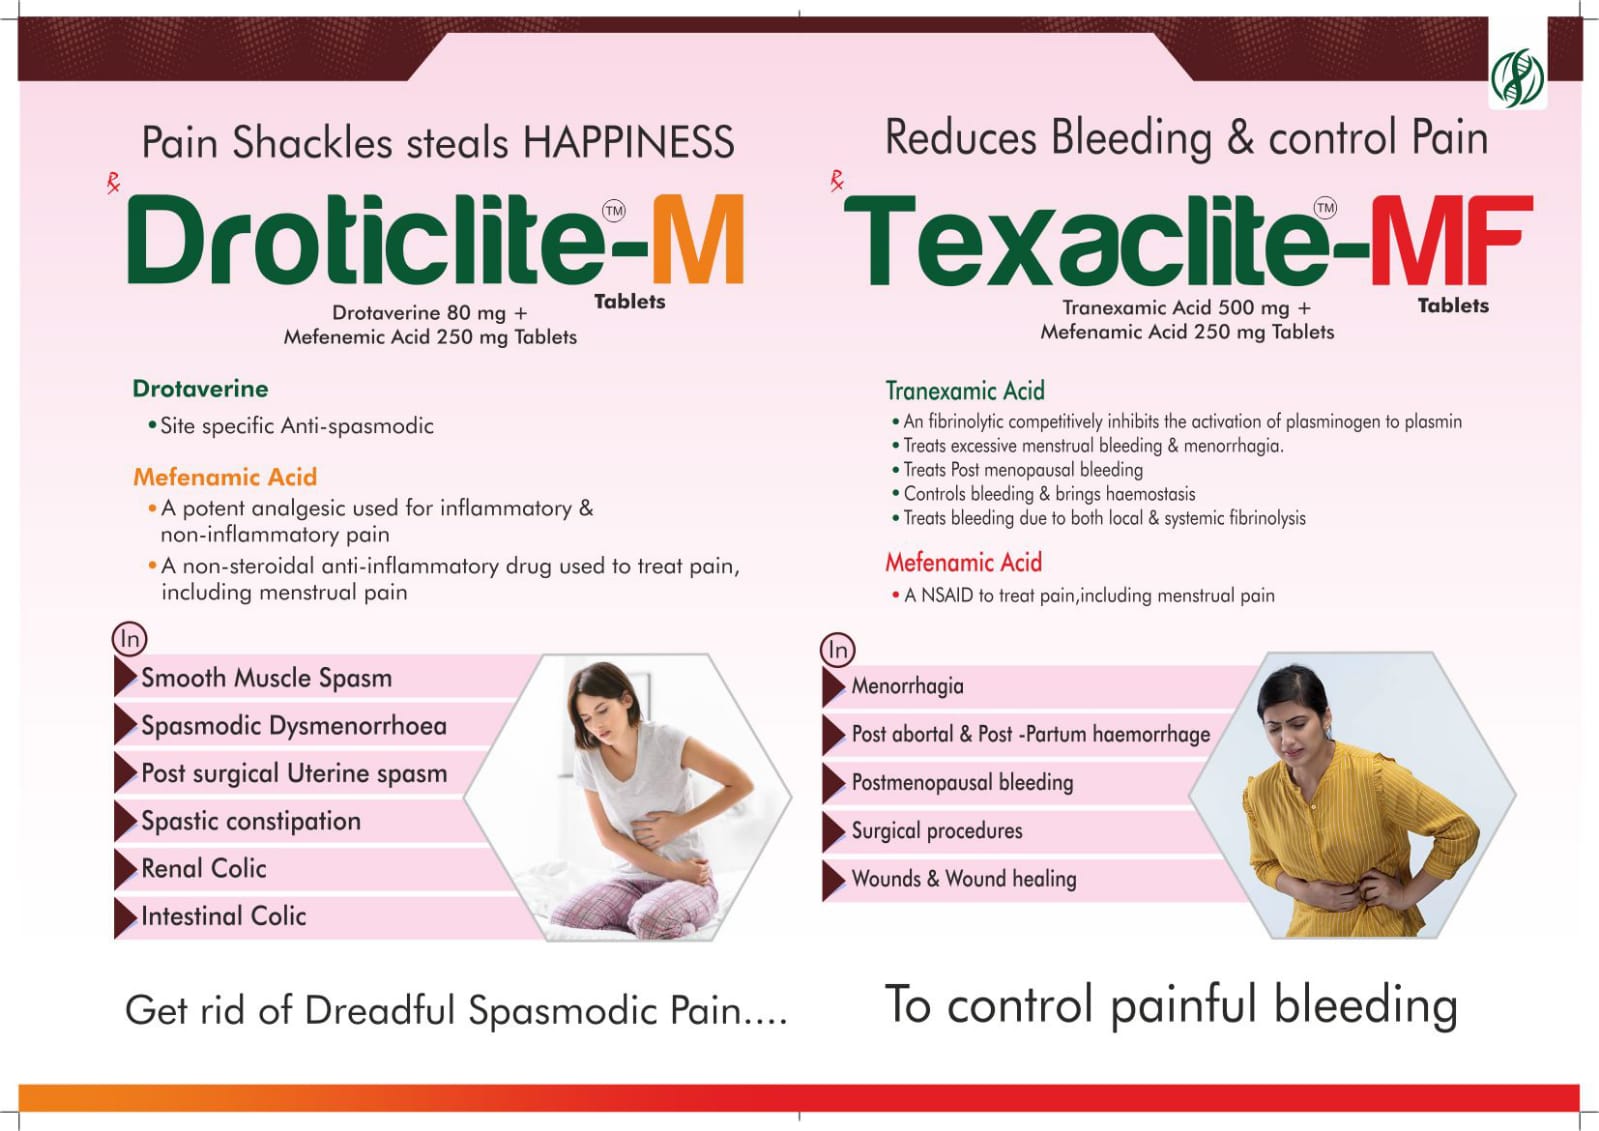 Pain Shackles steals HAPPINESS
Rx
Droticlite™-M
Tablets
Drotaverine 80 mg +
Mefenemic Acid 250 mg Tablets
Drotaverine
• Site specific Anti-spasmodic
Mefenamic Acid
• A potent analgesic used for inflammatory &
non-inflammatory pain
• A non-steroidal anti-inflammatory drug used to treat pain,
including menstrual pain
In
Smooth Muscle Spasm
Spasmodic Dysmenorrhoea
Post surgical Uterine spasm
Spastic constipation
Renal Colic
Intestinal Colic
Get rid of Dreadful Spasmodic Pain....
Reduces Bleeding & control Pain
Rx
Texaclite™-MF
Tablets
Tranexamic Acid 500 mg +
Mefenamic Acid 250 mg Tablets
Tranexamic Acid
• An fibrinolytic competitively inhibits the activation of plasminogen to plasmin
• Treats excessive menstrual bleeding & menorrhagia.
• Treats Post menopausal bleeding
• Controls bleeding & brings haemostasis
• Treats bleeding due to both local & systemic fibrinolysis
Mefenamic Acid
• A NSAID to treat pain,including menstrual pain
In
Menorrhagia
Post abortal & Post -Partum haemorrhage
Postmenopausal bleeding
Surgical procedures
Wounds & Wound healing
To control painful bleeding